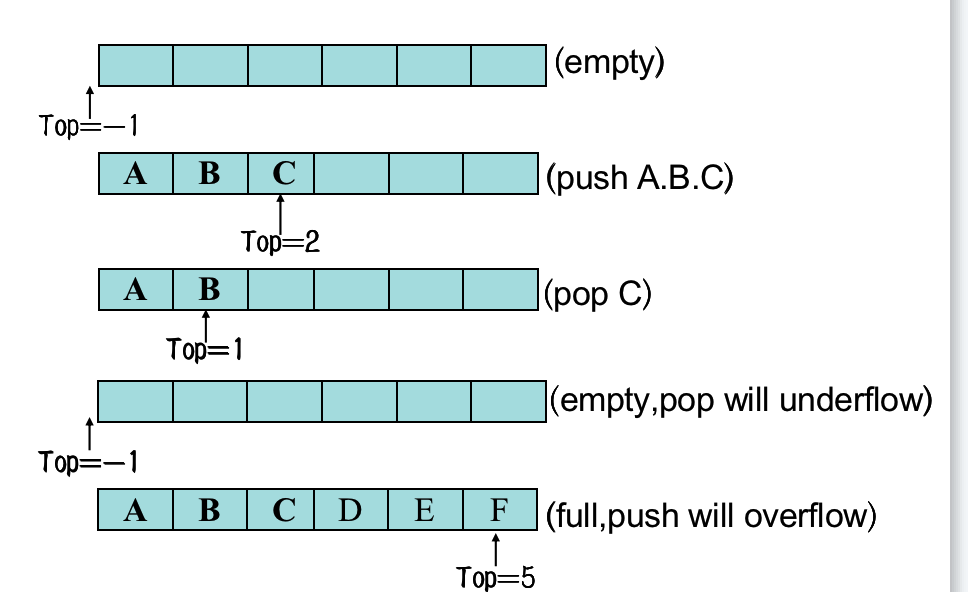 (empty)
Top=-1
A B C (push A.B.C)
Top=2
A B (pop C)
Top=1
(empty,pop will underflow)
Top=-1
A B C D E F (full,push will overflow)
Top=5